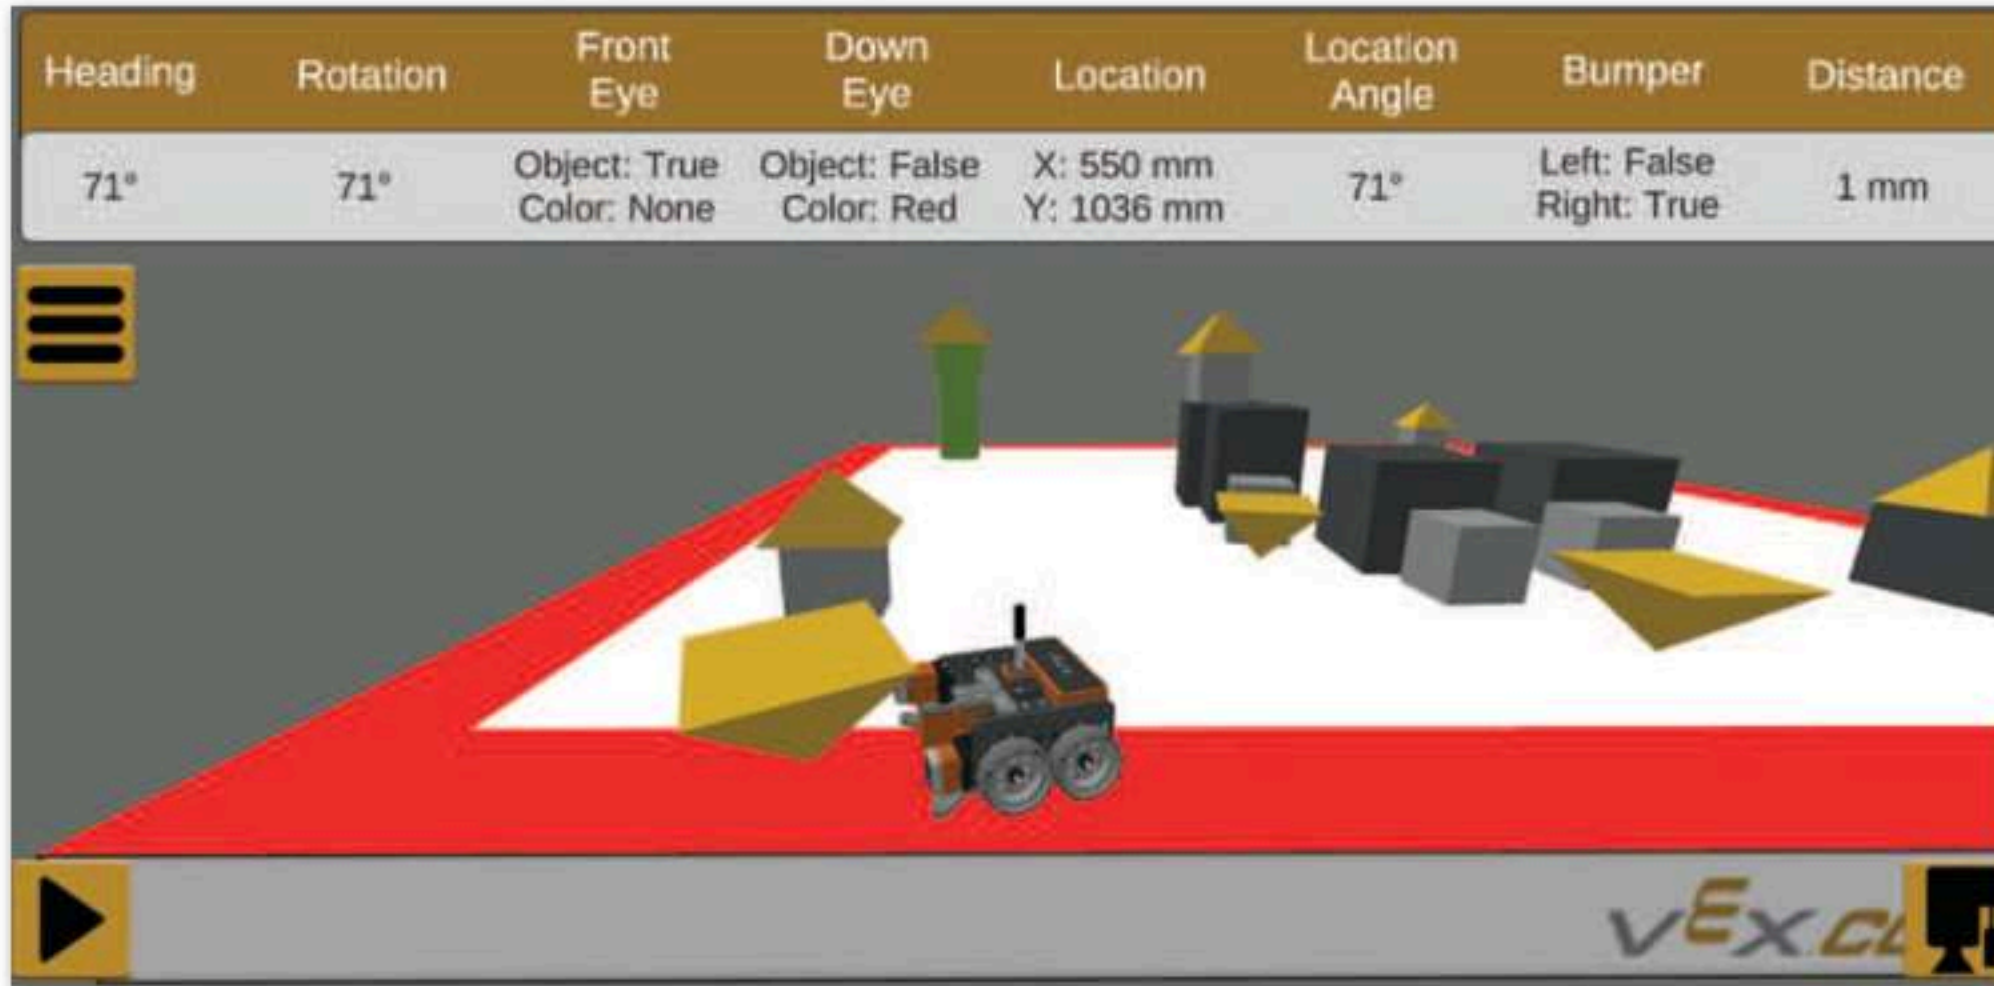 Heading Rotation Front Eye Down Eye Location Location Angle Bumper Distance
71° 71° Object: True Object: False X: 550 mm 71° Left: False 1 mm
Color: None Color: Red Y: 1036 mm Right: True
VEX